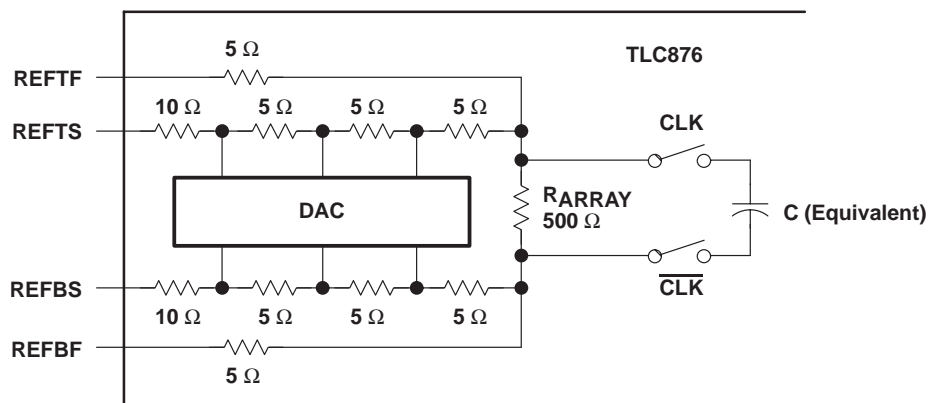 TLC876
5 Ω
REFTF
10 Ω 5 Ω 5 Ω 5 Ω
REFTS
CLK
DAC
RARRAY
500 Ω
C (Equivalent)
CLK
REFBS
10 Ω 5 Ω 5 Ω 5 Ω
REFBF
5 Ω